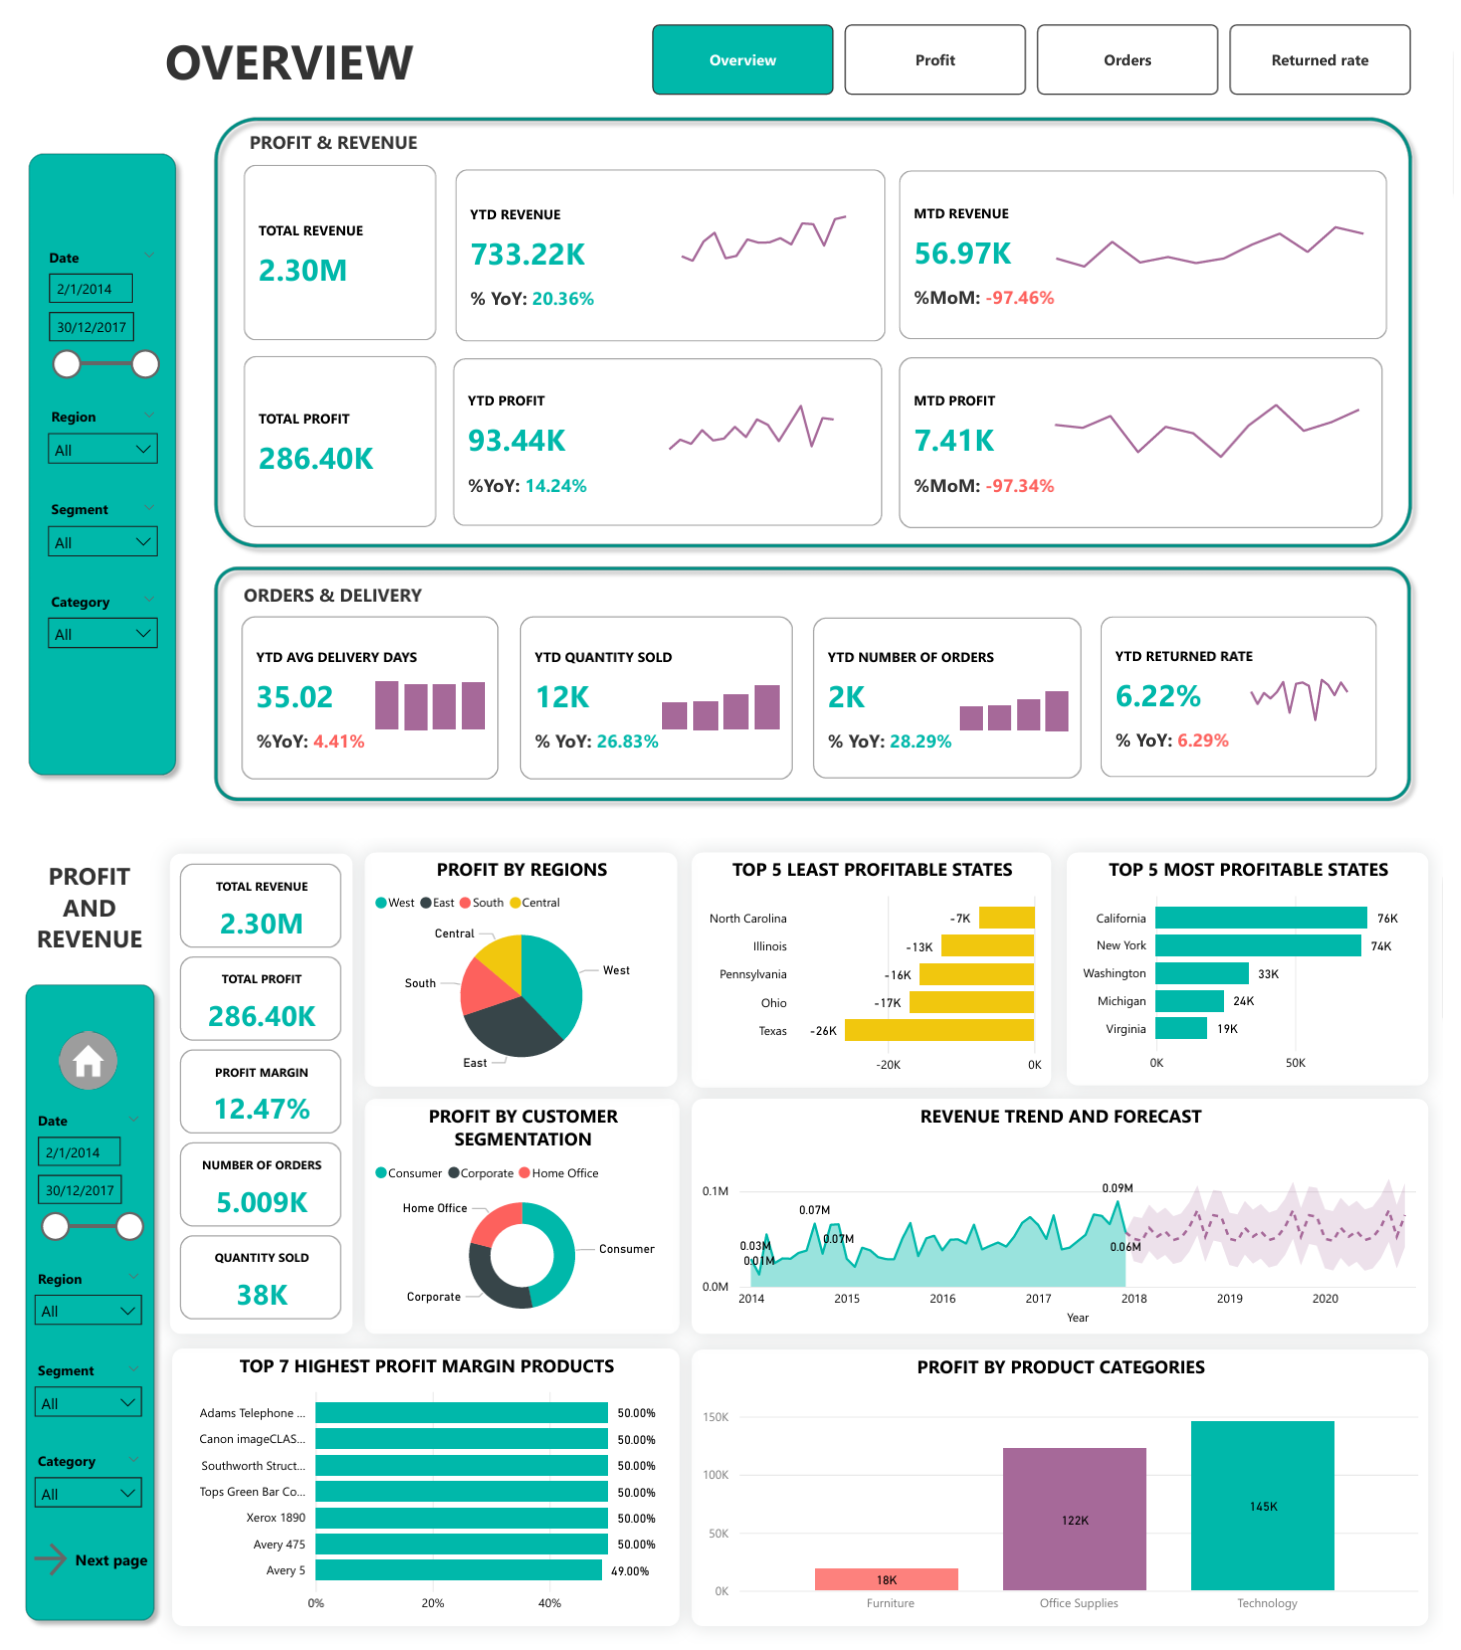 OVERVIEW
Overview
Profit
Orders
Returned rate
Date
2/1/2014
30/12/2017
Region
All
Segment
All
Category
All
PROFIT & REVENUE
TOTAL REVENUE
2.30M
YTD REVENUE
733.22K
% YoY: 20.36%
MTD REVENUE
56.97K
%MoM: -97.46%
TOTAL PROFIT
286.40K
YTD PROFIT
93.44K
%YoY: 14.24%
MTD PROFIT
7.41K
%MoM: -97.34%
ORDERS & DELIVERY
YTD AVG DELIVERY DAYS
35.02
%YoY: 4.41%
YTD QUANTITY SOLD
12K
% YoY: 26.83%
YTD NUMBER OF ORDERS
2K
% YoY: 28.29%
YTD RETURNED RATE
6.22%
% YoY: 6.29%
PROFIT
AND
REVENUE
Date
2/1/2014
30/12/2017
Region
All
Segment
All
Category
All
Next page
TOTAL REVENUE
2.30M
TOTAL PROFIT
286.40K
PROFIT MARGIN
12.47%
NUMBER OF ORDERS
5.009K
QUANTITY SOLD
38K
PROFIT BY REGIONS
West East South Central
Central
West
South
East
TOP 5 LEAST PROFITABLE STATES
North Carolina -7K
Illinois -13K
Pennsylvania -16K
Ohio -17K
Texas -26K
-20K 0K
TOP 5 MOST PROFITABLE STATES
California 76K
New York 74K
Washington 33K
Michigan 24K
Virginia 19K
0K 50K
PROFIT BY CUSTOMER
SEGMENTATION
Consumer Corporate Home Office
Home Office
Consumer
Corporate
REVENUE TREND AND FORECAST
0.1M
0.0M
0.03M
0.01M
0.07M
0.07M
0.09M
0.06M
2014 2015 2016 2017 2018 2019 2020
Year
TOP 7 HIGHEST PROFIT MARGIN PRODUCTS
Adams Telephone ... 50.00%
Canon imageCLAS... 50.00%
Southworth Struct... 50.00%
Tops Green Bar Co... 50.00%
Xerox 1890 50.00%
Avery 475 50.00%
Avery 5 49.00%
0% 20% 40%
PROFIT BY PRODUCT CATEGORIES
150K
100K
50K
0K
18K
122K
145K
Furniture Office Supplies Technology